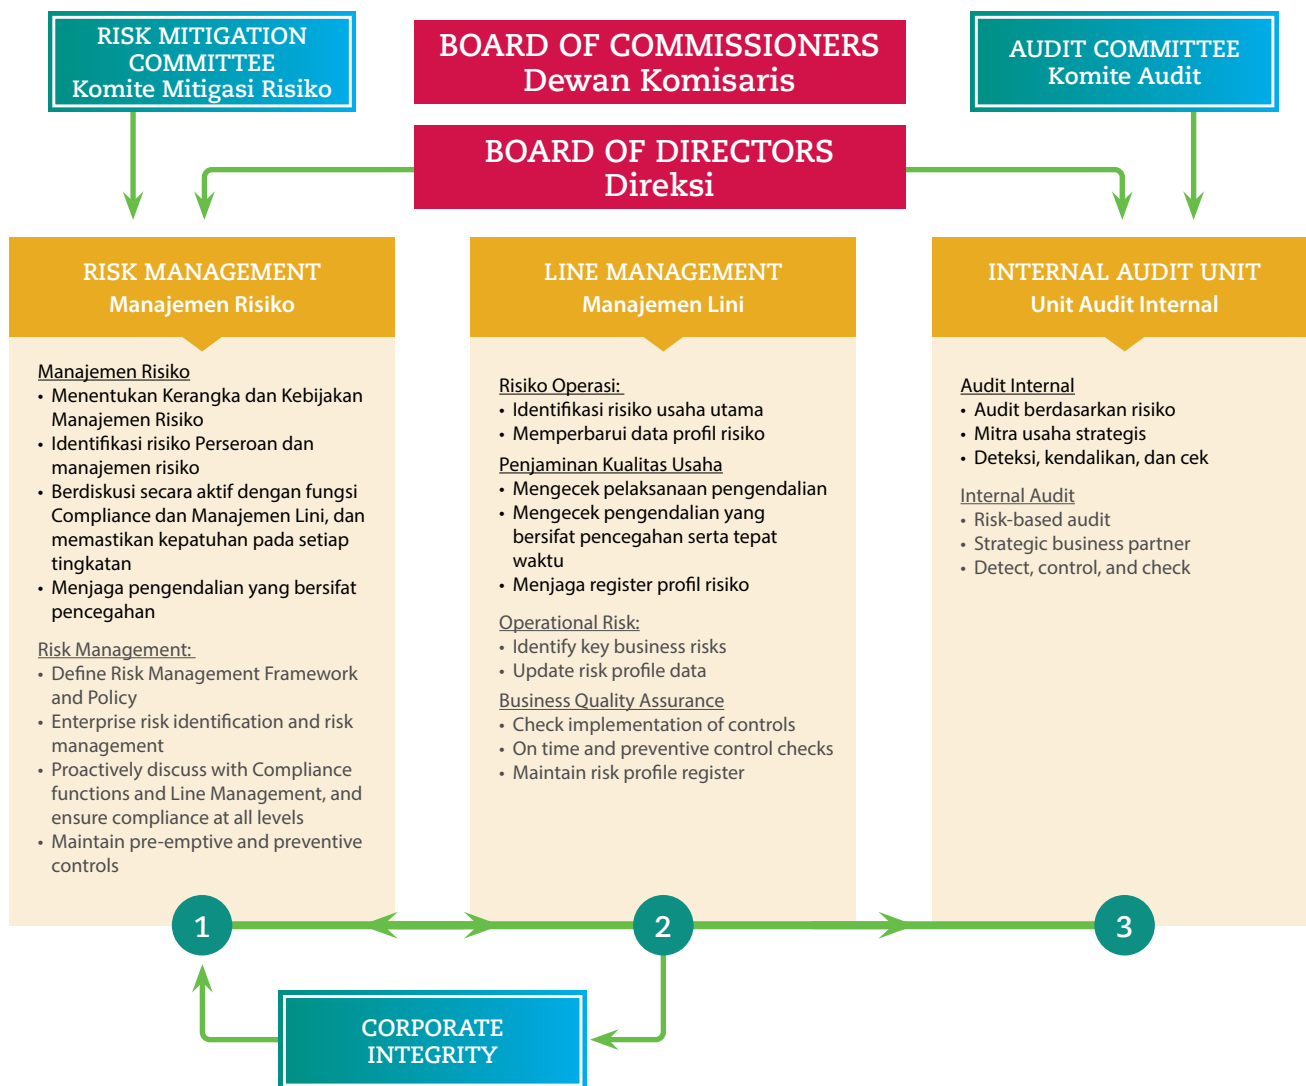 RISK MITIGATION
COMMITTEE
Komite Mitigasi Risiko
BOARD OF COMMISSIONERS
Dewan Komisaris
AUDIT COMMITTEE
Komite Audit
BOARD OF DIRECTORS
Direksi
RISK MANAGEMENT
Manajemen Risiko
Manajemen Risiko
• Menentukan Kerangka dan Kebijakan
Manajemen Risiko
• Identifikasi risiko Perseroan dan
manajemen risiko
• Berdiskusi secara aktif dengan fungsi
Compliance dan Manajemen Lini, dan
memastikan kepatuhan pada setiap
tingkatan
• Menjaga pengendalian yang bersifat
pencegahan
Risk Management:
• Define Risk Management Framework
and Policy
• Enterprise risk identification and risk
management
• Proactively discuss with Compliance
functions and Line Management, and
ensure compliance at all levels
• Maintain pre-emptive and preventive
controls
LINE MANAGEMENT
Manajemen Lini
Risiko Operasi:
• Identifikasi risiko usaha utama
• Memperbarui data profil risiko
Penjaminan Kualitas Usaha
• Mengecek pelaksanaan pengendalian
• Mengecek pengendalian yang
bersifat pencegahan serta tepat
waktu
• Menjaga register profil risiko
Operational Risk:
• Identify key business risks
• Update risk profile data
Business Quality Assurance
• Check implementation of controls
• On time and preventive control checks
• Maintain risk profile register
INTERNAL AUDIT UNIT
Unit Audit Internal
Audit Internal
• Audit berdasarkan risiko
• Mitra usaha strategis
• Deteksi, kendalikan, dan cek
Internal Audit
• Risk-based audit
• Strategic business partner
• Detect, control, and check
1
2
3
CORPORATE
INTEGRITY